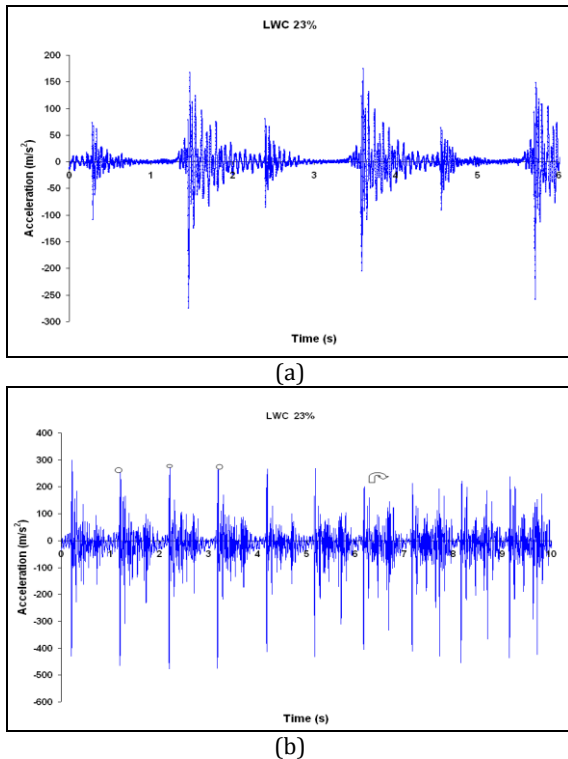 LWC 23%
200
150
100
50
0
-50
-100
-150
-200
-250
-300
0 1 2 3 4 5 6
Acceleration (m/s²)
Time (s)
(a)
LWC 23%
400
300
200
100
0
-100
-200
-300
-400
-500
-600
0 1 2 3 4 5 6 7 8 9 10
Acceleration (m/s²)
Time (s)
(b)